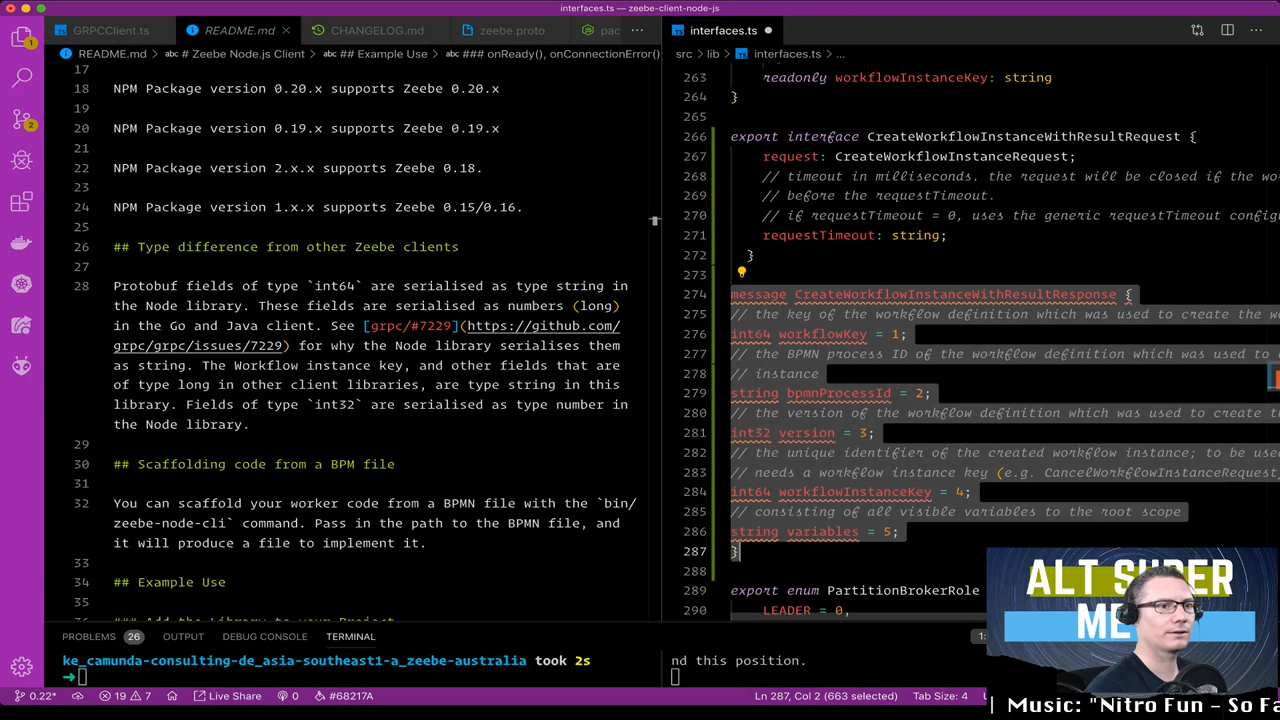 interfaces.ts — zeebe-client-node-js
GRPCClient.ts
README.md
CHANGELOG.md
zeebe.proto
pac
README.md > # Zeebe Node.js Client > ## Example Use > ### onReady(), onConnectionError()
17
18 NPM Package version 0.20.x supports Zeebe 0.20.x
19
20 NPM Package version 0.19.x supports Zeebe 0.19.x
21
22 NPM Package version 2.x.x supports Zeebe 0.18.
23
24 NPM Package version 1.x.x supports Zeebe 0.15/0.16.
25
26 ## Type difference from other Zeebe clients
27
28 Protobuf fields of type `int64` are serialised as type string in
the Node library. These fields are serialised as numbers (long)
in the Go and Java client. See [grpc/#7229](https://github.com/
grpc/grpc/issues/7229) for why the Node library serialises them
as string. The Workflow instance key, and other fields that are
of type long in other client libraries, are type string in this
library. Fields of type `int32` are serialised as type number in
the Node library.
29
30 ## Scaffolding code from a BPM file
31
32 You can scaffold your worker code from a BPMN file with the `bin/
zeebe-node-cli` command. Pass in the path to the BPMN file, and
it will produce a file to implement it.
33
34 ## Example Use
35
### Add the Library to your Project
interfaces.ts
src > lib > interfaces.ts > ...
263 readonly workflowInstanceKey: string
264 }
265
266 export interface CreateWorkflowInstanceWithResultRequest {
267 request: CreateWorkflowInstanceRequest;
268 // timeout in milliseconds. the request will be closed if the wo
269 // before the requestTimeout.
270 // if requestTimeout = 0, uses the generic requestTimeout configu
271 requestTimeout: string;
272 }
273
274 message CreateWorkflowInstanceWithResultResponse {
275 // the key of the workflow definition which was used to create the wo
276 int64 workflowKey = 1;
277 // the BPMN process ID of the workflow definition which was used to
278 // instance
279 string bpmnProcessId = 2;
280 // the version of the workflow definition which was used to create th
281 int32 version = 3;
282 // the unique identifier of the created workflow instance; to be used
283 // needs a workflow instance key (e.g. CancelWorkflowInstanceRequest)
284 int64 workflowInstanceKey = 4;
285 // consisting of all visible variables to the root scope
286 string variables = 5;
287 }
288
289 export enum PartitionBrokerRole
290 LEADER = 0,
PROBLEMS 26 OUTPUT DEBUG CONSOLE TERMINAL 1:
ke_camunda-consulting-de_asia-southeast1-a_zeebe-australia took 2s
nd this position.
ALT SUPER
ME
0.22* 19 7 Live Share 0 #68217A Ln 287, Col 2 (663 selected) Tab Size: 4
| Music: "Nitro Fun - So Fa